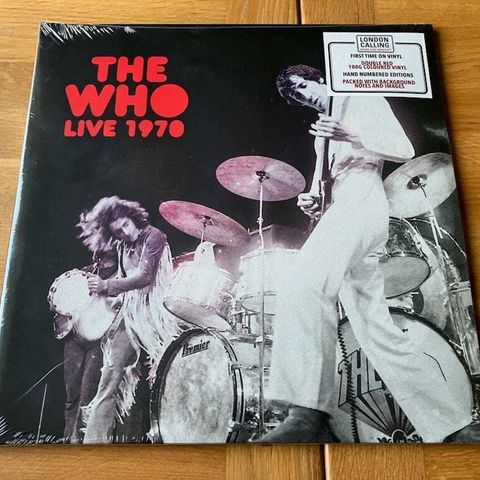 THE
WHO
LIVE 1970
LONDON
CALLING
FIRST TIME ON VINYL
DOUBLE RED
180G COLOURED VINYL
HAND NUMBERED EDITIONS
PACKED WITH BACKGROUND
NOTES AND IMAGES
Premier
THE